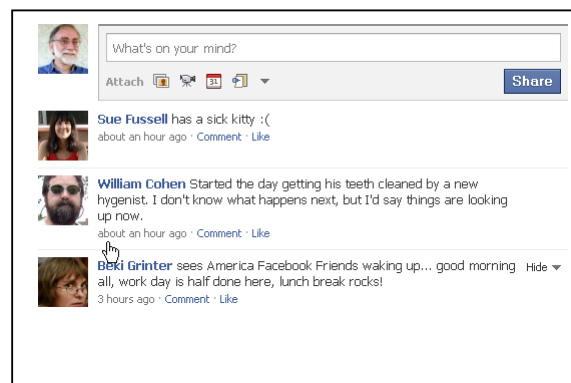 What's on your mind?
Attach 31 Share
Sue Fussell has a sick kitty :(
about an hour ago · Comment · Like
William Cohen Started the day getting his teeth cleaned by a new
hygenist. I don't know what happens next, but I'd say things are looking
up now.
about an hour ago · Comment · Like
Beki Grinter sees America Facebook Friends waking up... good morning Hide
all, work day is half done here, lunch break rocks!
3 hours ago · Comment · Like